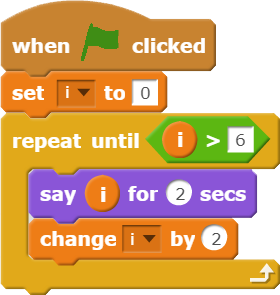 when clicked
set i to 0
repeat until i > 6
say i for 2 secs
change i by 2